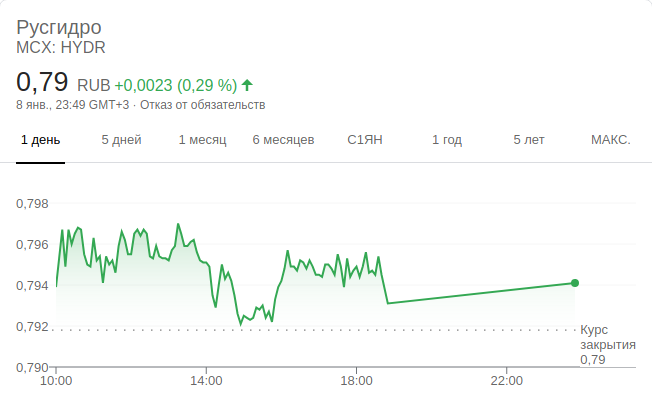 Русгидро
MCX: HYDR
0,79 RUB +0,0023 (0,29 %)
8 янв., 23:49 GMT+3 · Отказ от обязательств
1 день 5 дней 1 месяц 6 месяцев С1ЯН 1 год 5 лет МАКС.
0,798
0,796
0,794
0,792
0,790
Курс
закрытия
0,79
10:00 14:00 18:00 22:00